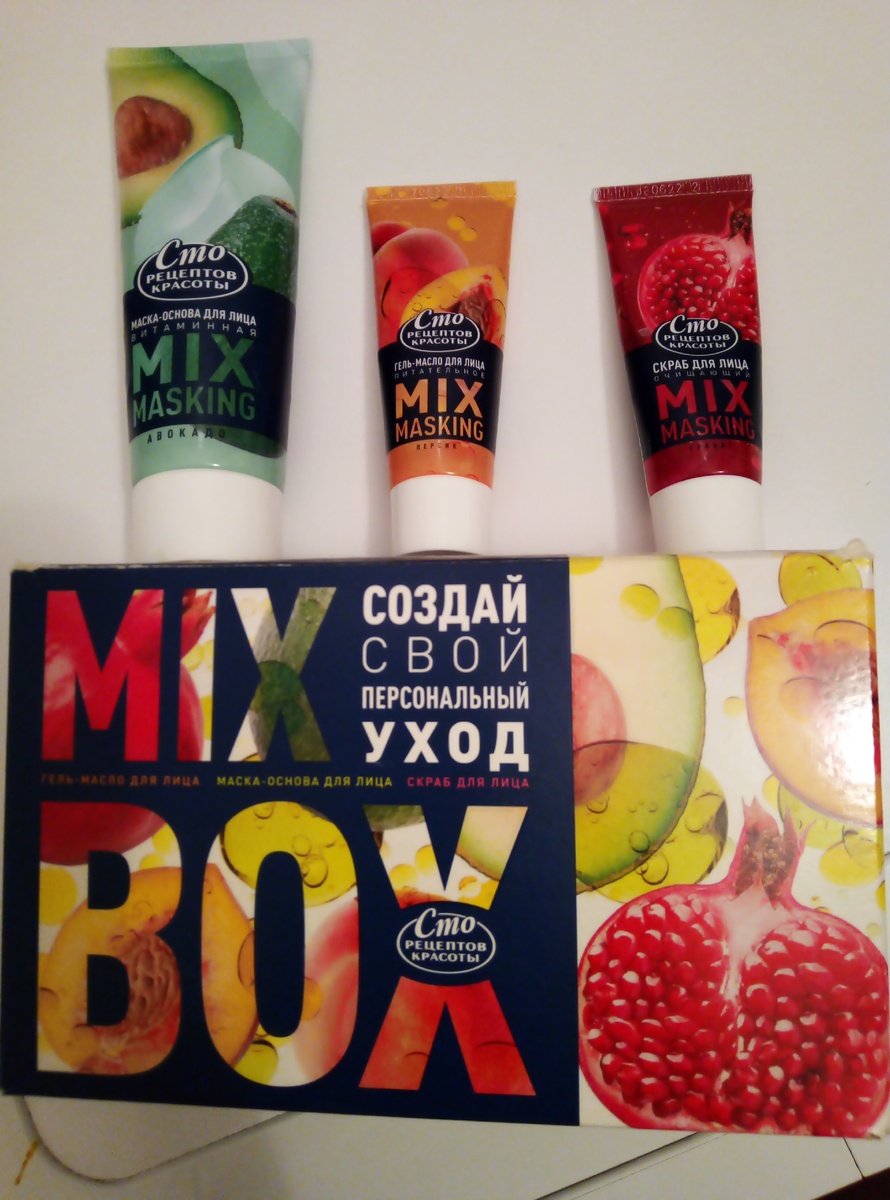 Сто
РЕЦЕПТОВ
КРАСОТЫ
МАСКА-ОСНОВА ДЛЯ ЛИЦА
ВИТАМИННАЯ
MIX
MASKING
АВОКАДО
Сто
РЕЦЕПТОВ
КРАСОТЫ
ГЕЛЬ-МАСЛО ДЛЯ ЛИЦА
ПИТАТЕЛЬНОЕ
MIX
MASKING
ПЕРСИК
Сто
РЕЦЕПТОВ
КРАСОТЫ
СКРАБ ДЛЯ ЛИЦА
ОЧИЩАЮЩИЙ
MIX
MASKING
ГРАНАТ
MIX
СОЗДАЙ
СВОЙ
ПЕРСОНАЛЬНЫЙ
УХОД
ГЕЛЬ-МАСЛО ДЛЯ ЛИЦА МАСКА-ОСНОВА ДЛЯ ЛИЦА СКРАБ ДЛЯ ЛИЦА
BOX
Сто
РЕЦЕПТОВ
КРАСОТЫ